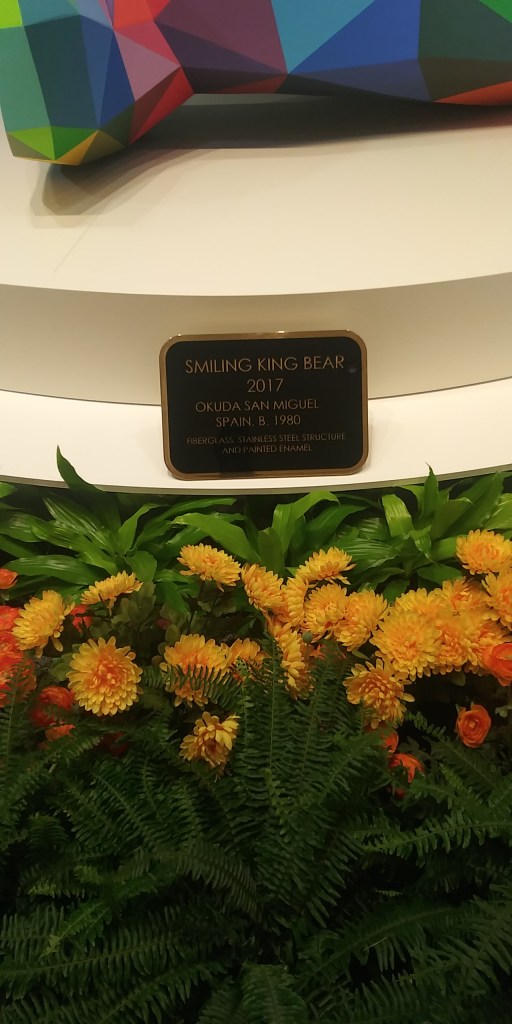 SMILING KING BEAR
2017
OKUDA SAN MIGUEL
SPAIN. B. 1980
FIBERGLASS, STAINLESS STEEL STRUCTURE
AND PAINTED ENAMEL